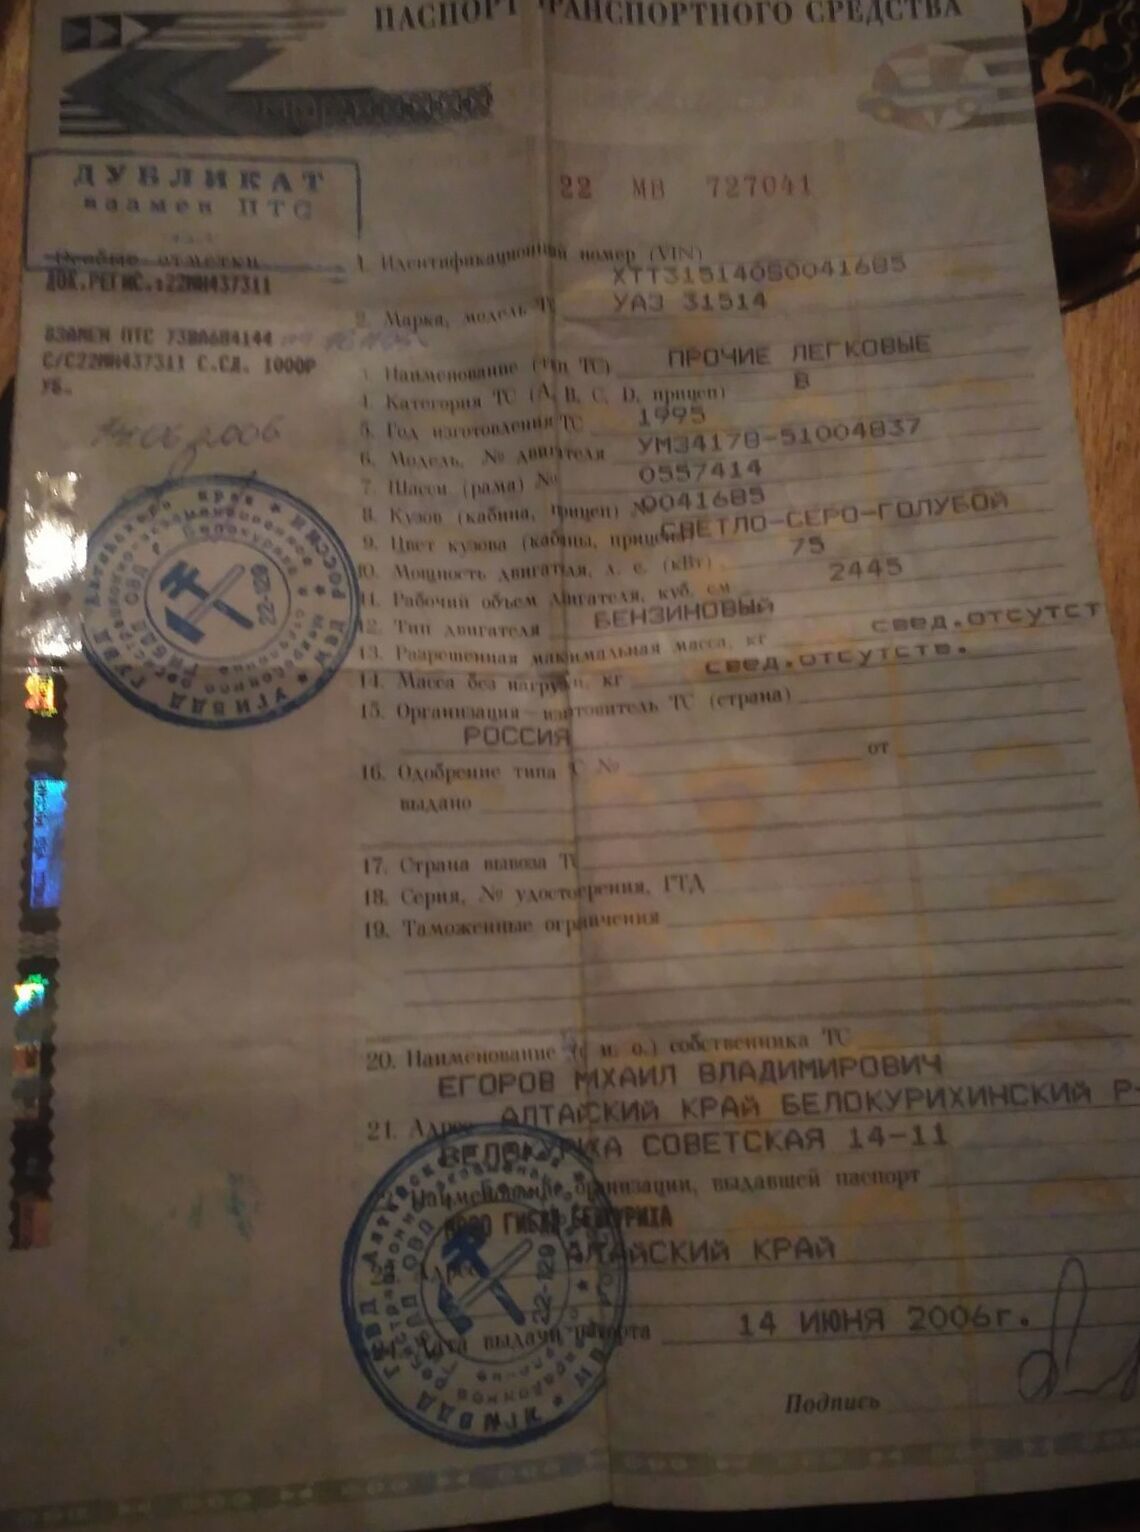 ПАСПОРТ ТРАНСПОРТНОГО СРЕДСТВА
ДУБЛИКАТ
взамен ПТС
22 МВ 727041
Особые отметки
ДОК.РЕГИС.:22МН437311
ВЗАМЕН ПТС 73ВА684144
С/С22МН437311 С.СД. 1000Р
УБ.
14 06 2006
1. Идентификационный номер (VIN)
XTT315140S0041685
2. Марка, модель Т
УАЗ 31514
3. Наименование (тип ТС) ПРОЧИЕ ЛЕГКОВЫЕ
4. Категория ТС (А, В, С, D, прицеп) В
5. Год изготовления ТС 1995
6. Модель, № двигателя УМЗ4178-51004837
7. Шасси (рама) № 0557414
8. Кузов (кабина, прицеп) № 0041685
9. Цвет кузова (кабины, прицепа) СВЕТЛО-СЕРО-ГОЛУБОЙ
10. Мощность двигателя, л. с. (кВт) 75
11. Рабочий объем двигателя, куб. см 2445
12. Тип двигателя БЕНЗИНОВЫЙ
13. Разрешенная максимальная масса, кг свед.отсутст
14. Масса без нагрузки, кг свед.отсутств.
15. Организация-изготовитель ТС (страна)
РОССИЯ
16. Одобрение типа С № от
выдано
17. Страна вывоза ТС
18. Серия, № удостоверения, ГТД
19. Таможенные огранчения
20. Наименование (ф. и. о.) собственника ТС
ЕГОРОВ МХАИЛ ВЛАДИМИРОВИЧ
21. Адрес АЛТАЙСКИЙ КРАЙ БЕЛОКУРИХИНСКИЙ Р-
БЕЛОКУРИХА СОВЕТСКАЯ 14-11
22. Наименование организации, выдавшей паспорт
ГИБДД
АЛТАЙСКИЙ КРАЙ
Дата выдачи паспорта 14 ИЮНЯ 2006г.
Подпись